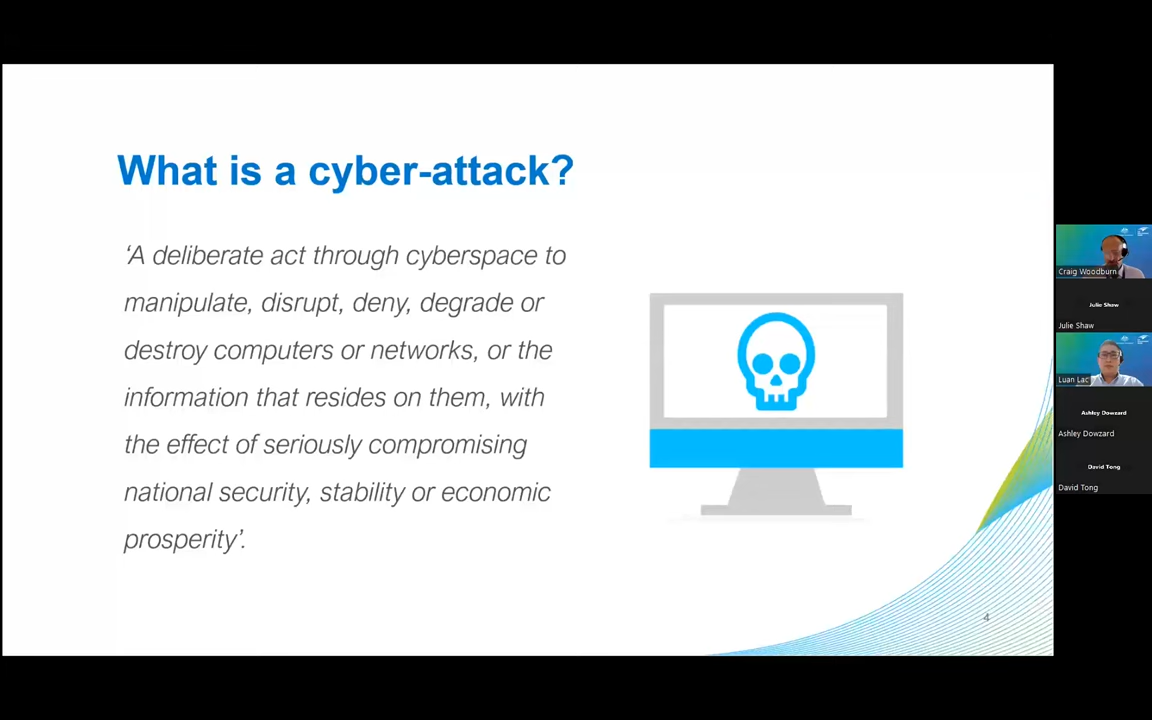 What is a cyber-attack?
‘A deliberate act through cyberspace to
manipulate, disrupt, deny, degrade or
destroy computers or networks, or the
information that resides on them, with
the effect of seriously compromising
national security, stability or economic
prosperity’.
4
Craig Woodburn
Julie Shaw
Julie Shaw
Luan Lac
Ashley Dowzard
Ashley Dowzard
David Tong
David Tong